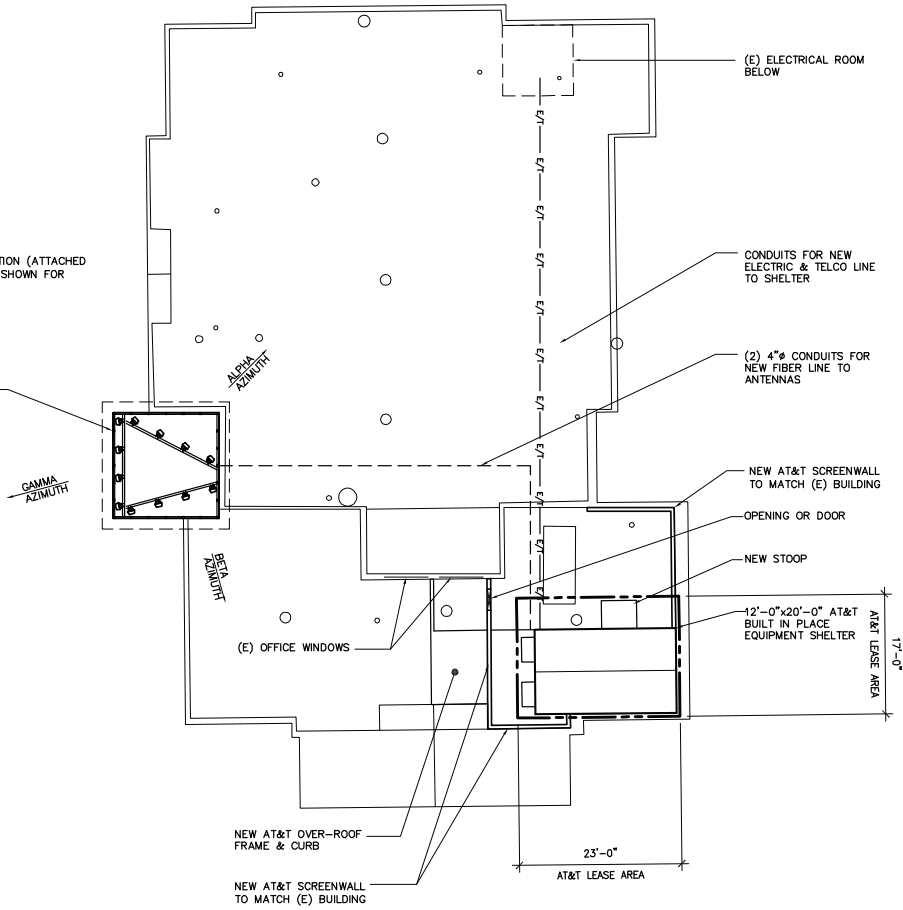 (E) ELECTRICAL ROOM
BELOW
E/T
E/T
E/T
E/T
E/T
E/T
E/T
E/T
E/T
E/T
E/T
TION (ATTACHED
SHOWN FOR
CONDUITS FOR NEW
ELECTRIC & TELCO LINE
TO SHELTER
(2) 4"ø CONDUITS FOR
NEW FIBER LINE TO
ANTENNAS
ALPHA
AZIMUTH
GAMMA
AZIMUTH
BETA
AZIMUTH
NEW AT&T SCREENWALL
TO MATCH (E) BUILDING
OPENING OR DOOR
NEW STOOP
12'-0"x20'-0" AT&T
BUILT IN PLACE
EQUIPMENT SHELTER
17'-0"
AT&T LEASE AREA
(E) OFFICE WINDOWS
NEW AT&T OVER-ROOF
FRAME & CURB
NEW AT&T SCREENWALL
TO MATCH (E) BUILDING
23'-0"
AT&T LEASE AREA